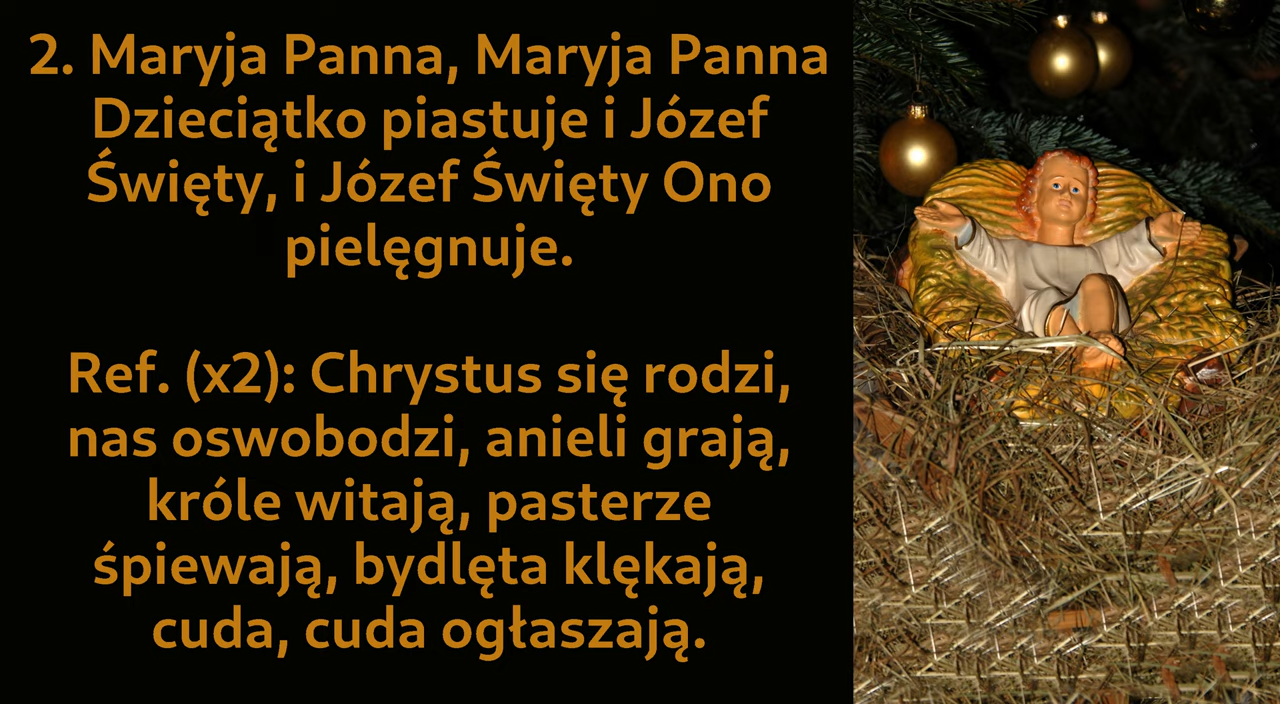 2. Maryja Panna, Maryja Panna
Dzieciątko piastuje i Józef
Święty, i Józef Święty Ono
pielęgnuje.
Ref. (x2): Chrystus się rodzi,
nas oswobodzi, anieli grają,
króle witają, pasterze
śpiewają, bydlęta klękają,
cuda, cuda ogłaszają.